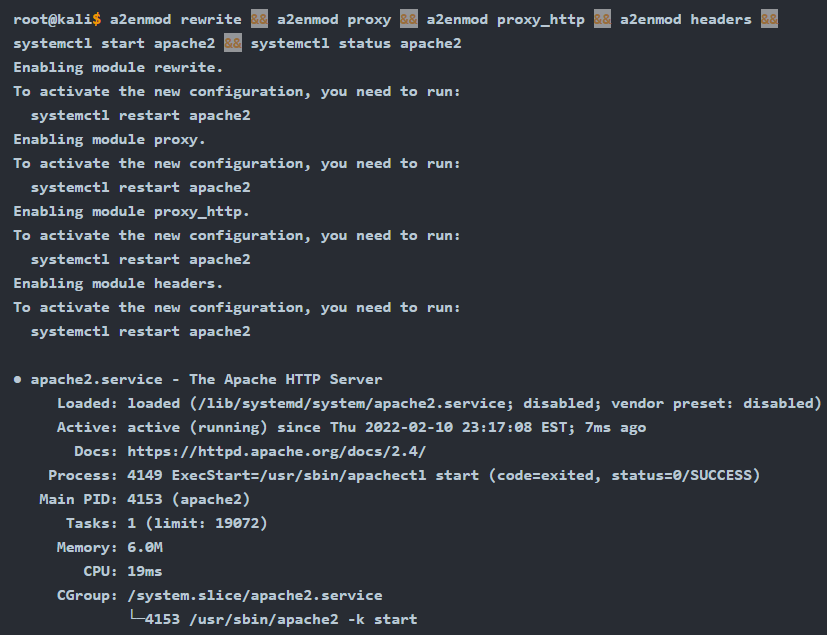 root@kali$ a2enmod rewrite && a2enmod proxy && a2enmod proxy_http && a2enmod headers &&
systemctl start apache2 && systemctl status apache2
Enabling module rewrite.
To activate the new configuration, you need to run:
  systemctl restart apache2
Enabling module proxy.
To activate the new configuration, you need to run:
  systemctl restart apache2
Enabling module proxy_http.
To activate the new configuration, you need to run:
  systemctl restart apache2
Enabling module headers.
To activate the new configuration, you need to run:
  systemctl restart apache2

● apache2.service - The Apache HTTP Server
     Loaded: loaded (/lib/systemd/system/apache2.service; disabled; vendor preset: disabled)
     Active: active (running) since Thu 2022-02-10 23:17:08 EST; 7ms ago
       Docs: https://httpd.apache.org/docs/2.4/
    Process: 4149 ExecStart=/usr/sbin/apachectl start (code=exited, status=0/SUCCESS)
   Main PID: 4153 (apache2)
      Tasks: 1 (limit: 19072)
     Memory: 6.0M
        CPU: 19ms
     CGroup: /system.slice/apache2.service
             └─4153 /usr/sbin/apache2 -k start